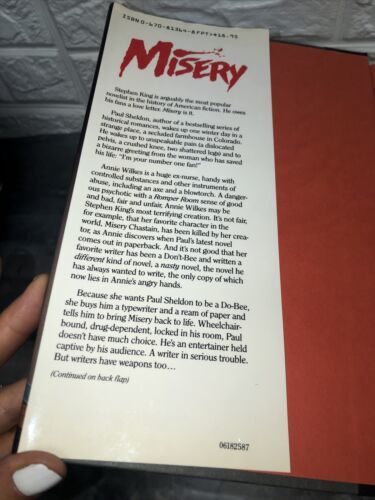 ISBN 0-670-81364-8 FPT>$18.95
MISERY
Stephen King is arguably the most popular
novelist in the history of American fiction. He owes
his fans a love letter. Misery is it.
Paul Sheldon, author of a bestselling series of
historical romances, wakes up one winter day in a
strange place, a secluded farmhouse in Colorado.
He wakes up to unspeakable pain (a dislocated
pelvis, a crushed knee, two shattered legs) and to
a bizarre greeting from the woman who has saved
his life: "I'm your number one fan!"
Annie Wilkes is a huge ex-nurse, handy with
controlled substances and other instruments of
abuse, including an axe and a blowtorch. A danger-
ous psychotic with a Romper Room sense of good
and bad, fair and unfair, Annie Wilkes may be
Stephen King's most terrifying creation. It's not fair,
for example, that her favorite character in the
world, Misery Chastain, has been killed by her crea-
tor, as Annie discovers when Paul's latest novel
comes out in paperback. And it's not good that her
favorite writer has been a Don't-Bee and written a
different kind of novel, a nasty novel, the novel he
has always wanted to write, the only copy of which
now lies in Annie's angry hands.
Because she wants Paul Sheldon to be a Do-Bee,
she buys him a typewriter and a ream of paper and
tells him to bring Misery back to life. Wheelchair-
bound, drug-dependent, locked in his room, Paul
doesn't have much choice. He's an entertainer held
captive by his audience. A writer in serious trouble.
But writers have weapons too...
(Continued on back flap)
06182587